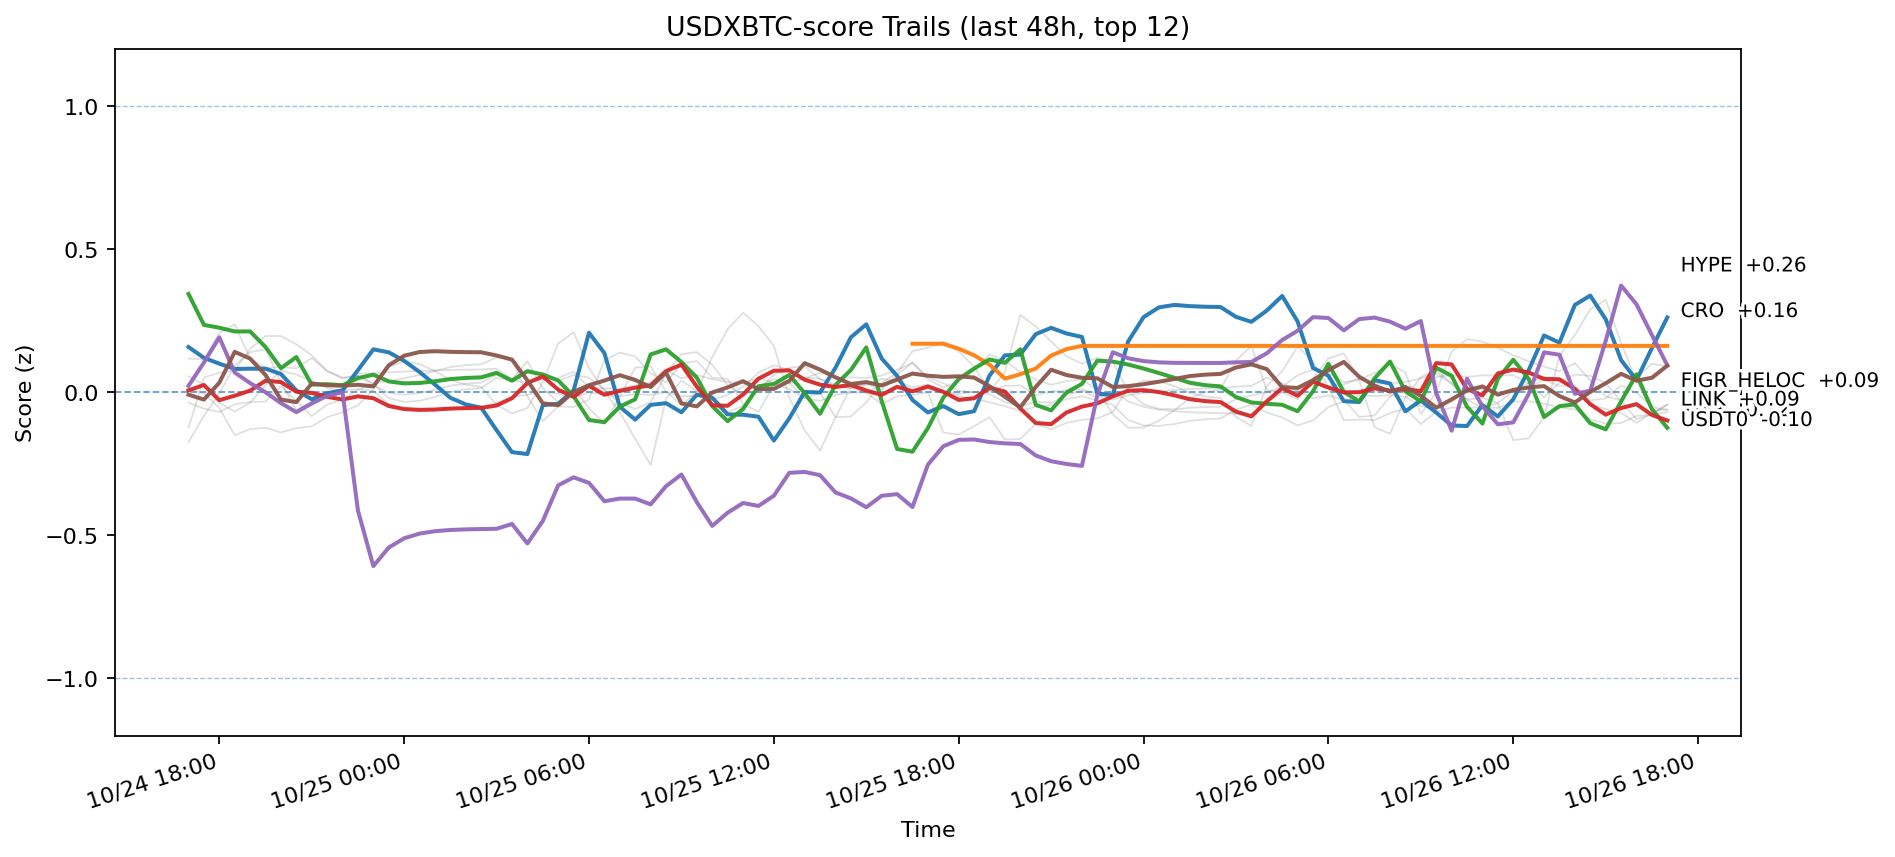 USDXBTC-score Trails (last 48h, top 12)
1.0
0.5
0.0
−0.5
−1.0
Score (z)
HYPE +0.26
CRO +0.16
FIGR_HELOC +0.09
LINK +0.09
USDT0 -0.10
10/24 18:00
10/25 00:00
10/25 06:00
10/25 12:00
10/25 18:00
10/26 00:00
10/26 06:00
10/26 12:00
10/26 18:00
Time